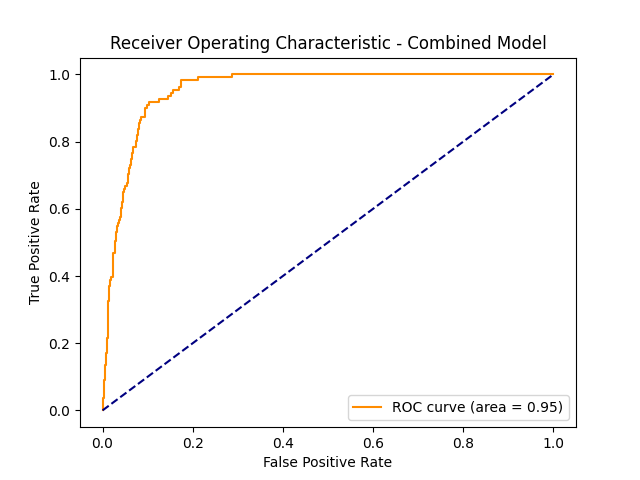 Receiver Operating Characteristic - Combined Model
1.0
0.8
0.6
0.4
0.2
0.0
True Positive Rate
ROC curve (area = 0.95)
0.0 0.2 0.4 0.6 0.8 1.0
False Positive Rate